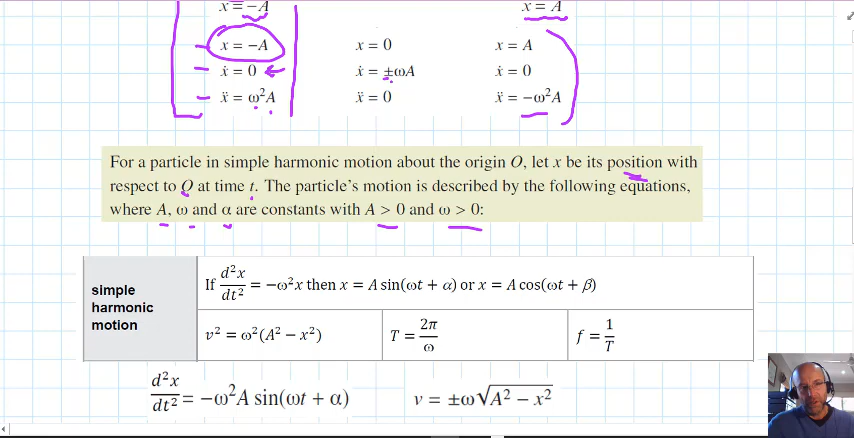 x = −A x = A
x = −A x = 0 x = A
ẋ = 0 ẋ = ±ωA ẋ = 0
ẍ = ω²A ẍ = 0 ẍ = −ω²A
For a particle in simple harmonic motion about the origin O, let x be its position with
respect to O at time t. The particle's motion is described by the following equations,
where A, ω and α are constants with A > 0 and ω > 0:
simple
harmonic
motion
If d²x/dt² = −ω²x then x = A sin(ωt + α) or x = A cos(ωt + β)
v² = ω²(A² − x²) T = 2π/ω f = 1/T
d²x/dt² = −ω²A sin(ωt + α) v = ±ω√(A² − x²)